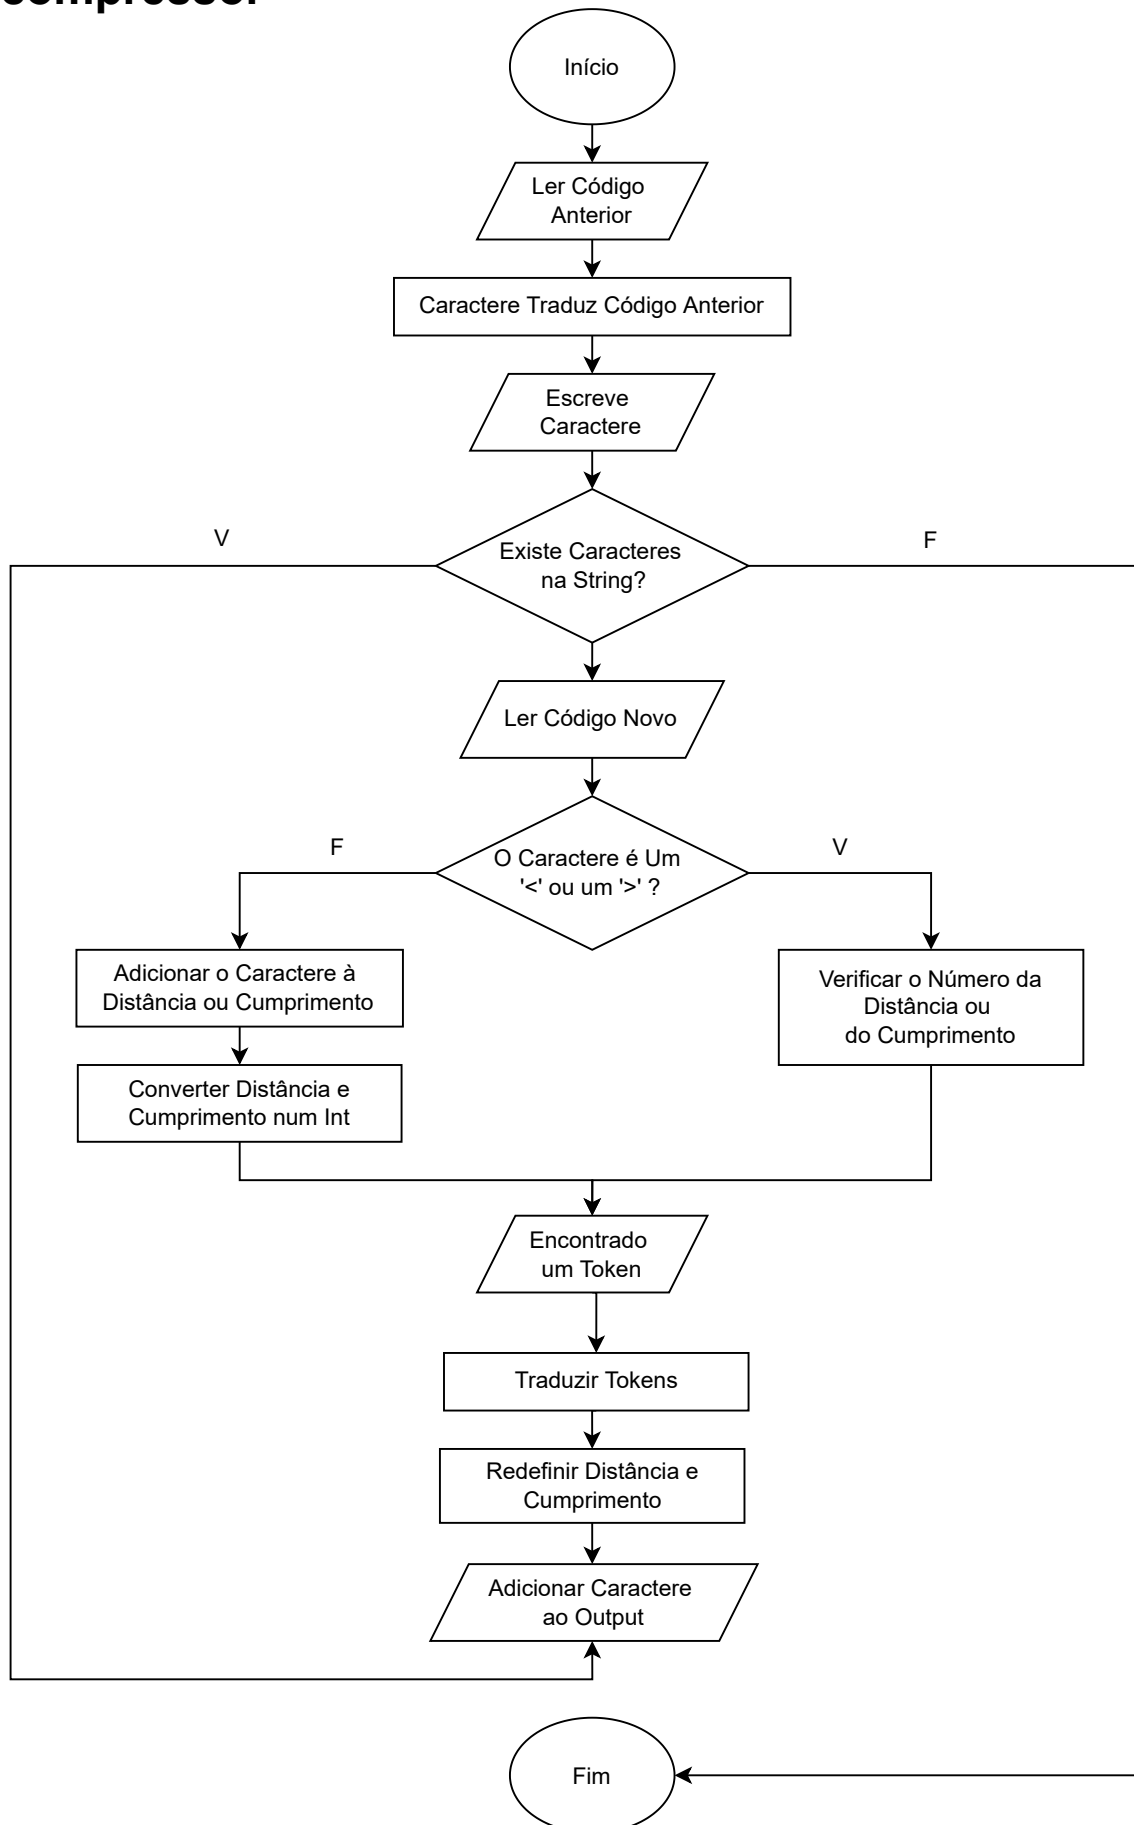 Início
Ler Código
Anterior
Caractere Traduz Código Anterior
Escreve
Caractere
V
F
Existe Caracteres
na String?
Ler Código Novo
F
V
O Caractere é Um
'<' ou um '>' ?
Adicionar o Caractere à
Distância ou Cumprimento
Verificar o Número da
Distância ou
do Cumprimento
Converter Distância e
Cumprimento num Int
Encontrado
um Token
Traduzir Tokens
Redefinir Distância e
Cumprimento
Adicionar Caractere
ao Output
Fim